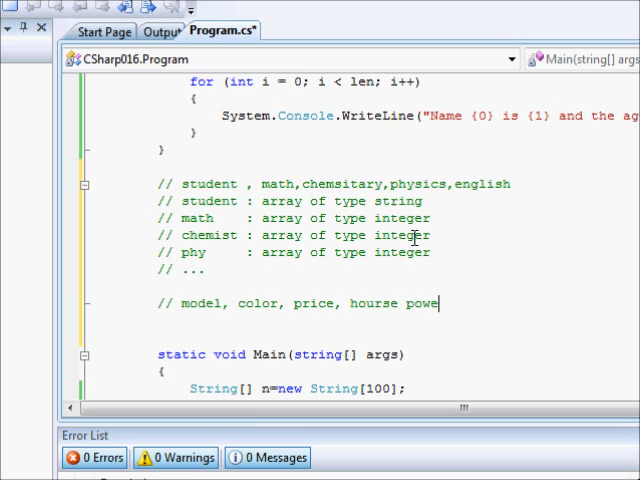 Start Page Output Program.cs*
CSharp016.Program Main(string[] args
for (int i = 0; i < len; i++)
{
System.Console.WriteLine("Name {0} is {1} and the ag
}
}
// student , math,chemsitary,physics,english
// student : array of type string
// math : array of type integer
// chemist : array of type integer
// phy : array of type integer
// ...
// model, color, price, hourse powe
static void Main(string[] args)
{
String[] n=new String[100];
Error List
0 Errors 0 Warnings 0 Messages